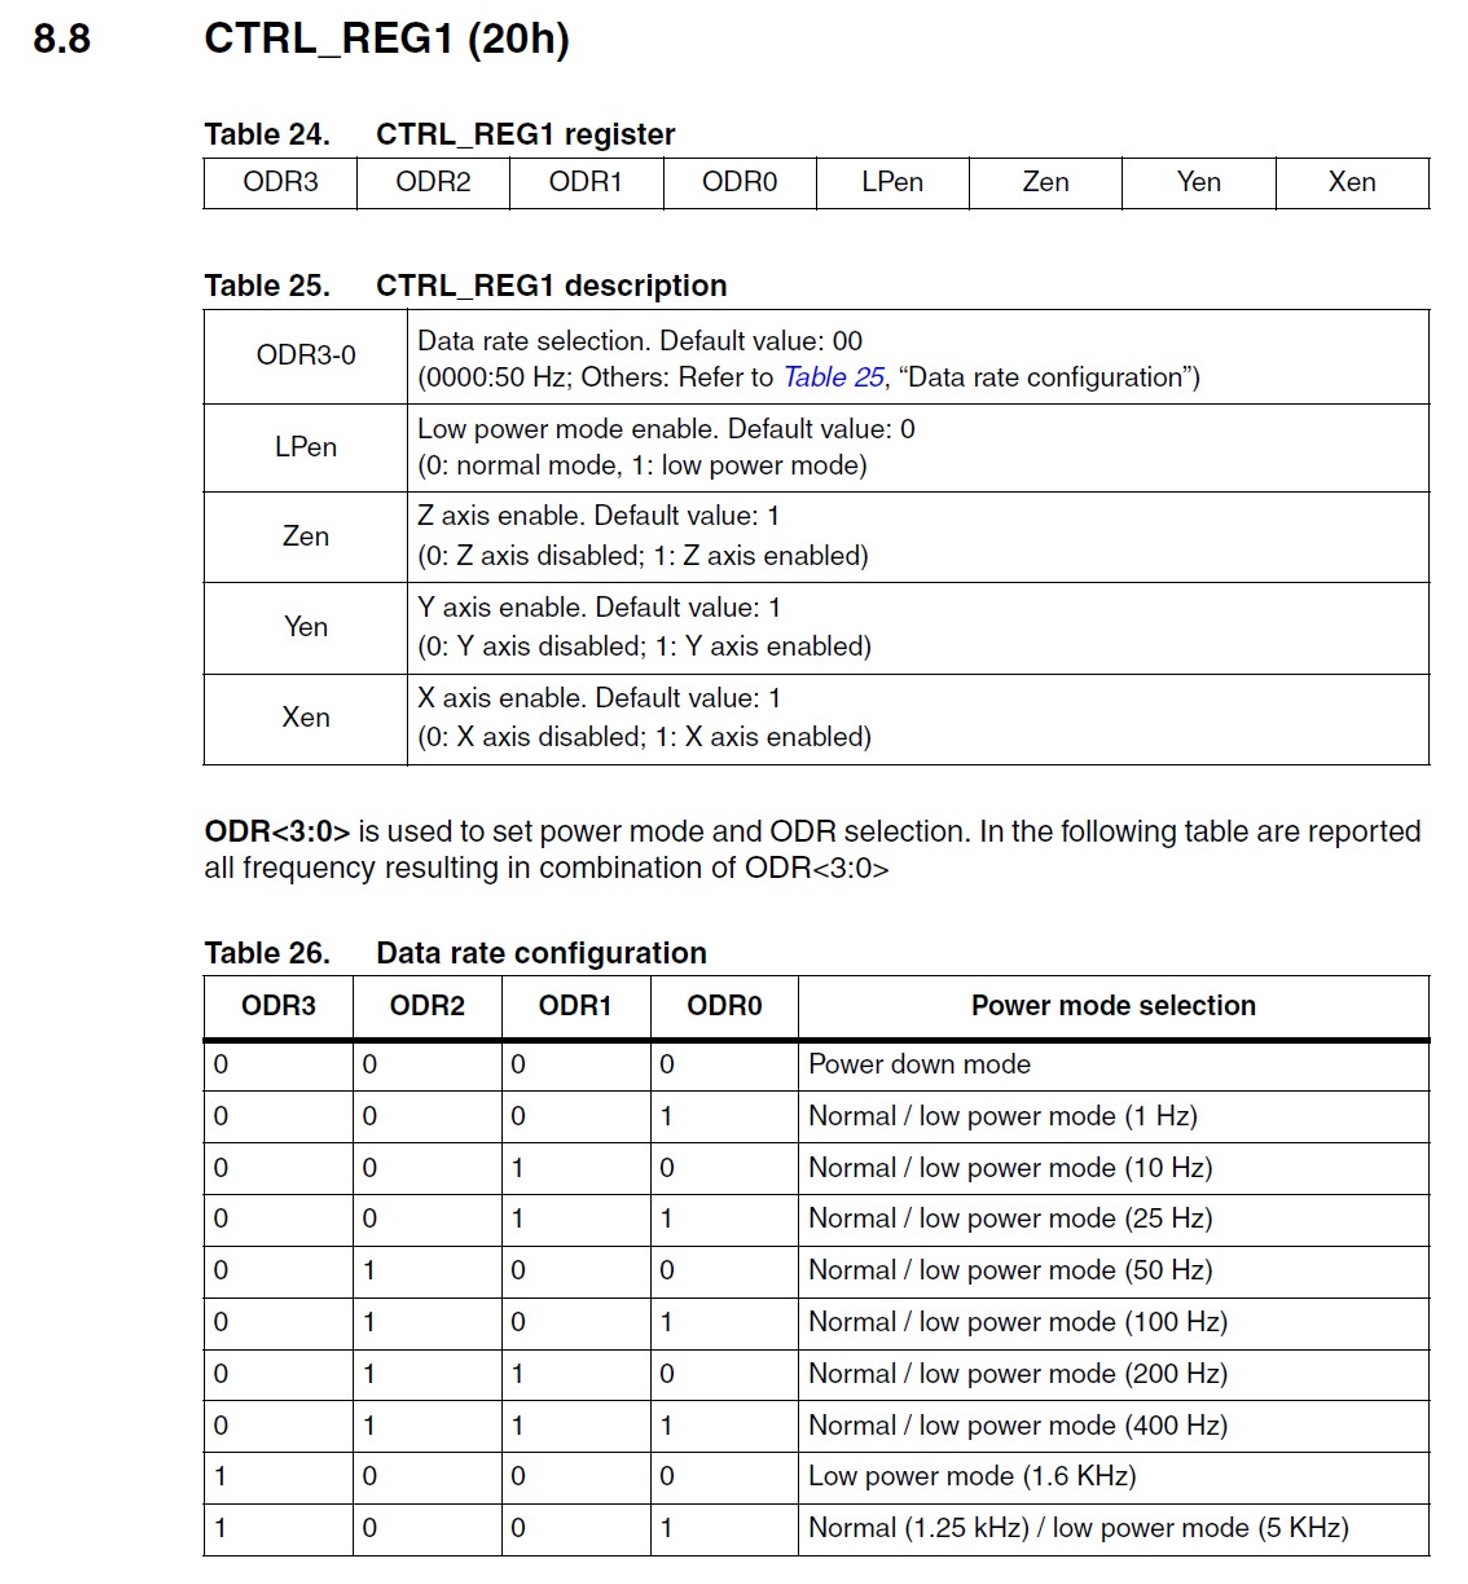 8.8 CTRL_REG1 (20h)
Table 24. CTRL_REG1 register
ODR3 ODR2 ODR1 ODR0 LPen Zen Yen Xen
Table 25. CTRL_REG1 description
ODR3-0 Data rate selection. Default value: 00
(0000:50 Hz; Others: Refer to Table 25, “Data rate configuration”)
LPen Low power mode enable. Default value: 0
(0: normal mode, 1: low power mode)
Zen Z axis enable. Default value: 1
(0: Z axis disabled; 1: Z axis enabled)
Yen Y axis enable. Default value: 1
(0: Y axis disabled; 1: Y axis enabled)
Xen X axis enable. Default value: 1
(0: X axis disabled; 1: X axis enabled)
ODR<3:0> is used to set power mode and ODR selection. In the following table are reported
all frequency resulting in combination of ODR<3:0>
Table 26. Data rate configuration
ODR3 ODR2 ODR1 ODR0 Power mode selection
0 0 0 0 Power down mode
0 0 0 1 Normal / low power mode (1 Hz)
0 0 1 0 Normal / low power mode (10 Hz)
0 0 1 1 Normal / low power mode (25 Hz)
0 1 0 0 Normal / low power mode (50 Hz)
0 1 0 1 Normal / low power mode (100 Hz)
0 1 1 0 Normal / low power mode (200 Hz)
0 1 1 1 Normal / low power mode (400 Hz)
1 0 0 0 Low power mode (1.6 KHz)
1 0 0 1 Normal (1.25 kHz) / low power mode (5 KHz)